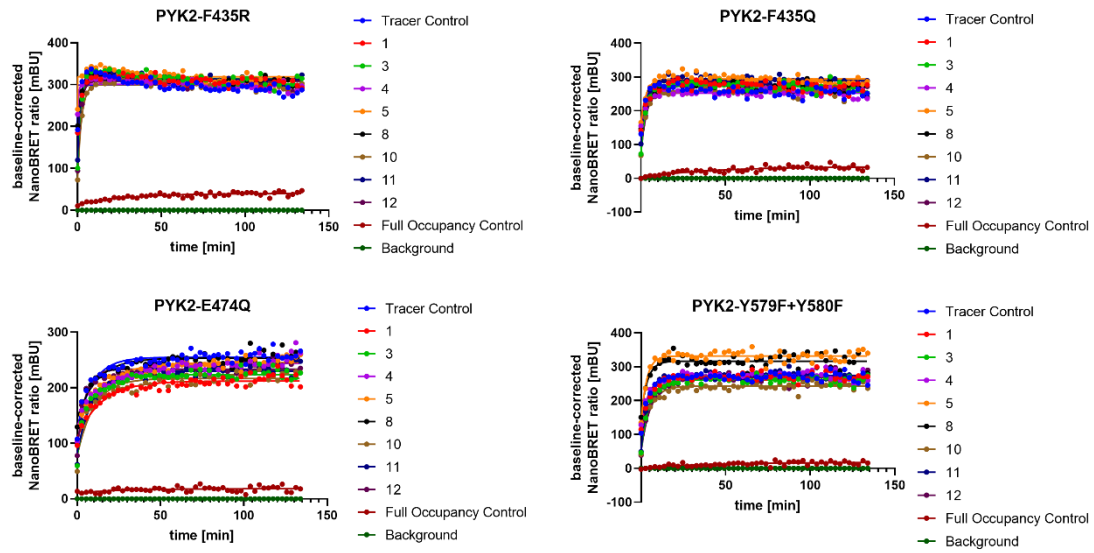 PYK2-F435R
baseline-corrected
NanoBRET ratio [mBU]
400
300
200
100
0
0
50
100
150
time [min]
Tracer Control
1
3
4
5
8
10
11
12
Full Occupancy Control
Background
PYK2-F435Q
baseline-corrected
NanoBRET ratio [mBU]
400
300
200
100
0
-100
50
100
150
time [min]
Tracer Control
1
3
4
5
8
10
11
12
Full Occupancy Control
Background
PYK2-E474Q
baseline-corrected
NanoBRET ratio [mBU]
300
200
100
0
0
50
100
150
time [min]
Tracer Control
1
3
4
5
8
10
11
12
Full Occupancy Control
Background
PYK2-Y579F+Y580F
baseline-corrected
NanoBRET ratio [mBU]
400
300
200
100
0
-100
50
100
150
time [min]
Tracer Control
1
3
4
5
8
10
11
12
Full Occupancy Control
Background